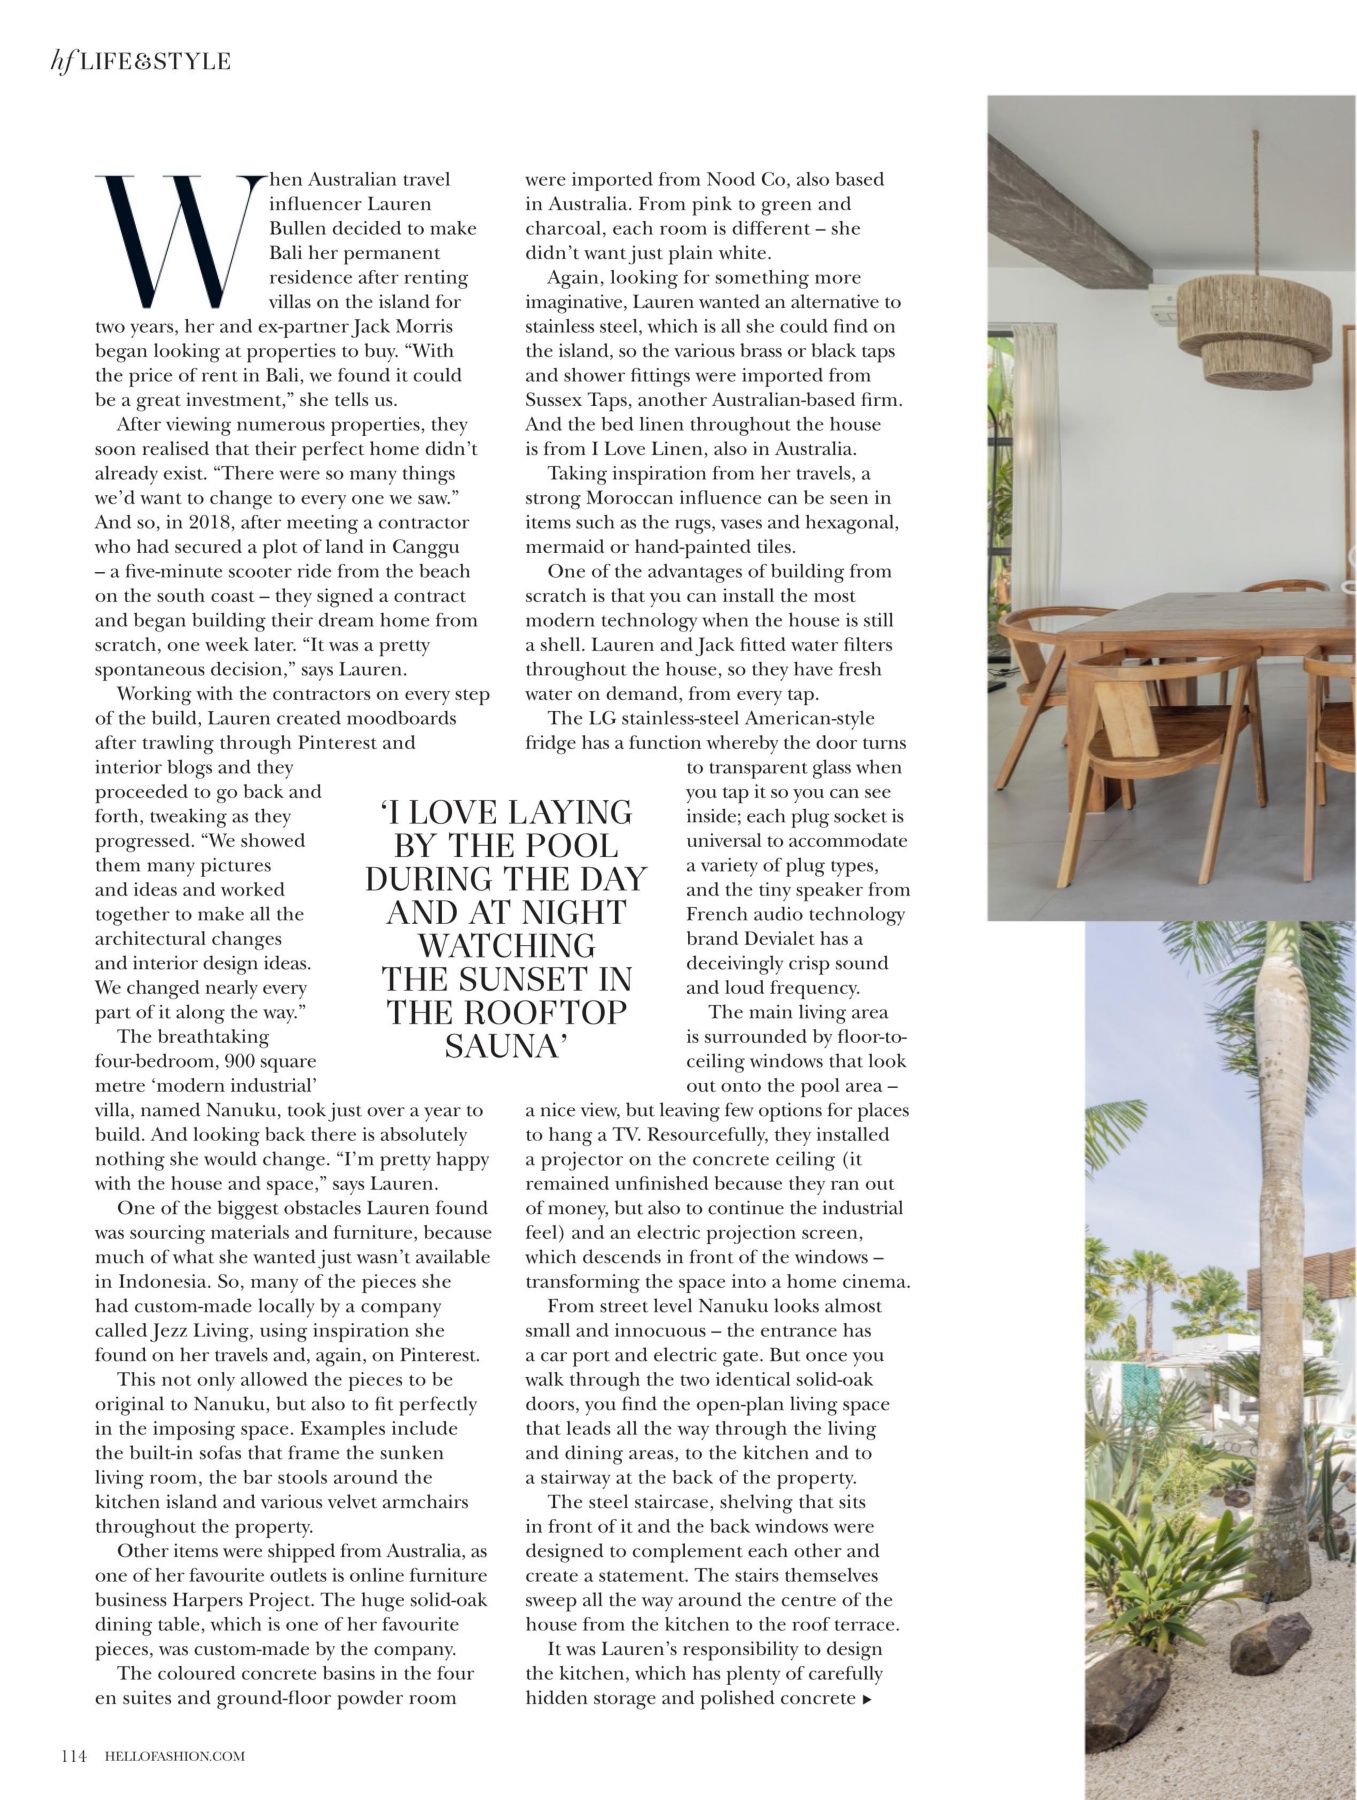 hf LIFE&STYLE
When Australian travel
influencer Lauren
Bullen decided to make
Bali her permanent
residence after renting
villas on the island for
two years, her and ex-partner Jack Morris
began looking at properties to buy. “With
the price of rent in Bali, we found it could
be a great investment,” she tells us.
After viewing numerous properties, they
soon realised that their perfect home didn’t
already exist. “There were so many things
we’d want to change to every one we saw.”
And so, in 2018, after meeting a contractor
who had secured a plot of land in Canggu
– a five-minute scooter ride from the beach
on the south coast – they signed a contract
and began building their dream home from
scratch, one week later. “It was a pretty
spontaneous decision,” says Lauren.
Working with the contractors on every step
of the build, Lauren created moodboards
after trawling through Pinterest and
interior blogs and they
proceeded to go back and
forth, tweaking as they
progressed. “We showed
them many pictures
and ideas and worked
together to make all the
architectural changes
and interior design ideas.
We changed nearly every
part of it along the way.”
The breathtaking
four-bedroom, 900 square
metre ‘modern industrial’
villa, named Nanuku, took just over a year to
build. And looking back there is absolutely
nothing she would change. “I’m pretty happy
with the house and space,” says Lauren.
One of the biggest obstacles Lauren found
was sourcing materials and furniture, because
much of what she wanted just wasn’t available
in Indonesia. So, many of the pieces she
had custom-made locally by a company
called Jezz Living, using inspiration she
found on her travels and, again, on Pinterest.
This not only allowed the pieces to be
original to Nanuku, but also to fit perfectly
in the imposing space. Examples include
the built-in sofas that frame the sunken
living room, the bar stools around the
kitchen island and various velvet armchairs
throughout the property.
Other items were shipped from Australia, as
one of her favourite outlets is online furniture
business Harpers Project. The huge solid-oak
dining table, which is one of her favourite
pieces, was custom-made by the company.
The coloured concrete basins in the four
en suites and ground-floor powder room
‘I LOVE LAYING
BY THE POOL
DURING THE DAY
AND AT NIGHT
WATCHING
THE SUNSET IN
THE ROOFTOP
SAUNA’
were imported from Nood Co, also based
in Australia. From pink to green and
charcoal, each room is different – she
didn’t want just plain white.
Again, looking for something more
imaginative, Lauren wanted an alternative to
stainless steel, which is all she could find on
the island, so the various brass or black taps
and shower fittings were imported from
Sussex Taps, another Australian-based firm.
And the bed linen throughout the house
is from I Love Linen, also in Australia.
Taking inspiration from her travels, a
strong Moroccan influence can be seen in
items such as the rugs, vases and hexagonal,
mermaid or hand-painted tiles.
One of the advantages of building from
scratch is that you can install the most
modern technology when the house is still
a shell. Lauren and Jack fitted water filters
throughout the house, so they have fresh
water on demand, from every tap.
The LG stainless-steel American-style
fridge has a function whereby the door turns
to transparent glass when
you tap it so you can see
inside; each plug socket is
universal to accommodate
a variety of plug types,
and the tiny speaker from
French audio technology
brand Devialet has a
deceivingly crisp sound
and loud frequency.
The main living area
is surrounded by floor-to-
ceiling windows that look
out onto the pool area –
a nice view, but leaving few options for places
to hang a TV. Resourcefully, they installed
a projector on the concrete ceiling (it
remained unfinished because they ran out
of money, but also to continue the industrial
feel) and an electric projection screen,
which descends in front of the windows –
transforming the space into a home cinema.
From street level Nanuku looks almost
small and innocuous – the entrance has
a car port and electric gate. But once you
walk through the two identical solid-oak
doors, you find the open-plan living space
that leads all the way through the living
and dining areas, to the kitchen and to
a stairway at the back of the property.
The steel staircase, shelving that sits
in front of it and the back windows were
designed to complement each other and
create a statement. The stairs themselves
sweep all the way around the centre of the
house from the kitchen to the roof terrace.
It was Lauren’s responsibility to design
the kitchen, which has plenty of carefully
hidden storage and polished concrete ▶
114 HELLOFASHION.COM